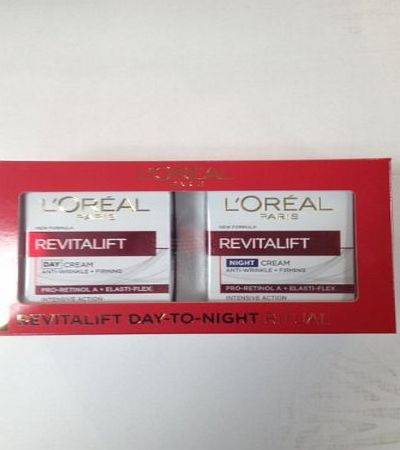 L'ORÉAL
PARIS
NEW FORMULA
L'ORÉAL
PARIS
REVITALIFT
DAY CREAM
ANTI-WRINKLE + FIRMING
PRO-RETINOL A + ELASTI-FLEX
INTENSIVE ACTION
NEW FORMULA
L'ORÉAL
PARIS
REVITALIFT
NIGHT CREAM
ANTI-WRINKLE + FIRMING
PRO-RETINOL A + ELASTI-FLEX
INTENSIVE ACTION
REVITALIFT DAY-TO-NIGHT RITUAL